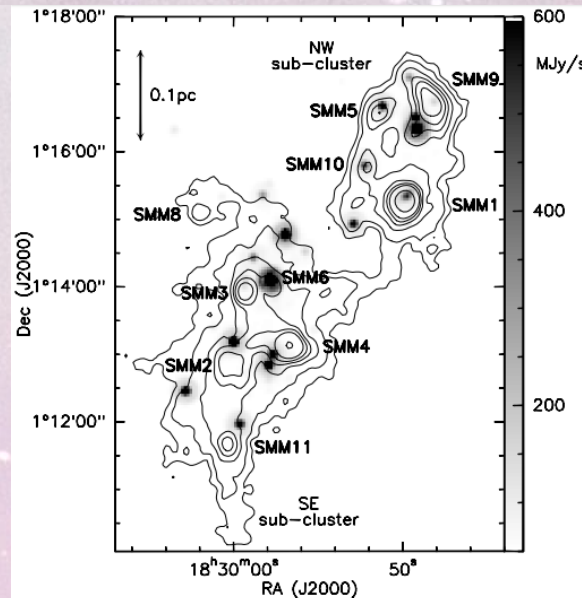 1°18'00"
600
NW
sub-cluster
SMM9
MJy/s
0.1pc
SMM5
1°16'00"
SMM10
SMM1
SMM8
400
SMM6
1°14'00"
SMM3
Dec (J2000)
SMM4
SMM2
200
1°12'00"
SMM11
SE
sub-cluster
18ʰ30ᵐ00ˢ
50ˢ
RA (J2000)